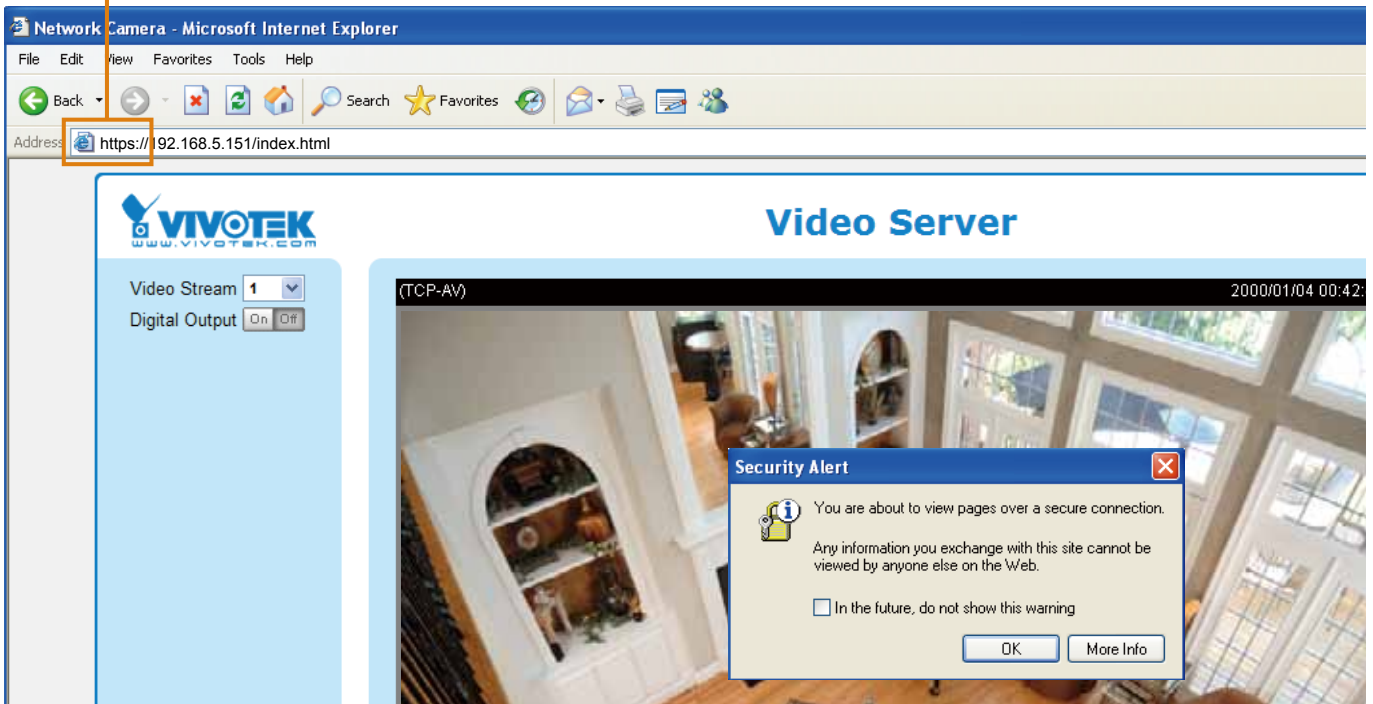 Network Camera - Microsoft Internet Explorer
File Edit View Favorites Tools Help
Back Search Favorites
Address https://192.168.5.151/index.html
VIVOTEK
www.vivotek.com
Video Server
Video Stream 1
Digital Output On Off
(TCP-AV) 2000/01/04 00:42:
Security Alert
You are about to view pages over a secure connection.
Any information you exchange with this site cannot be
viewed by anyone else on the Web.
In the future, do not show this warning
OK More Info